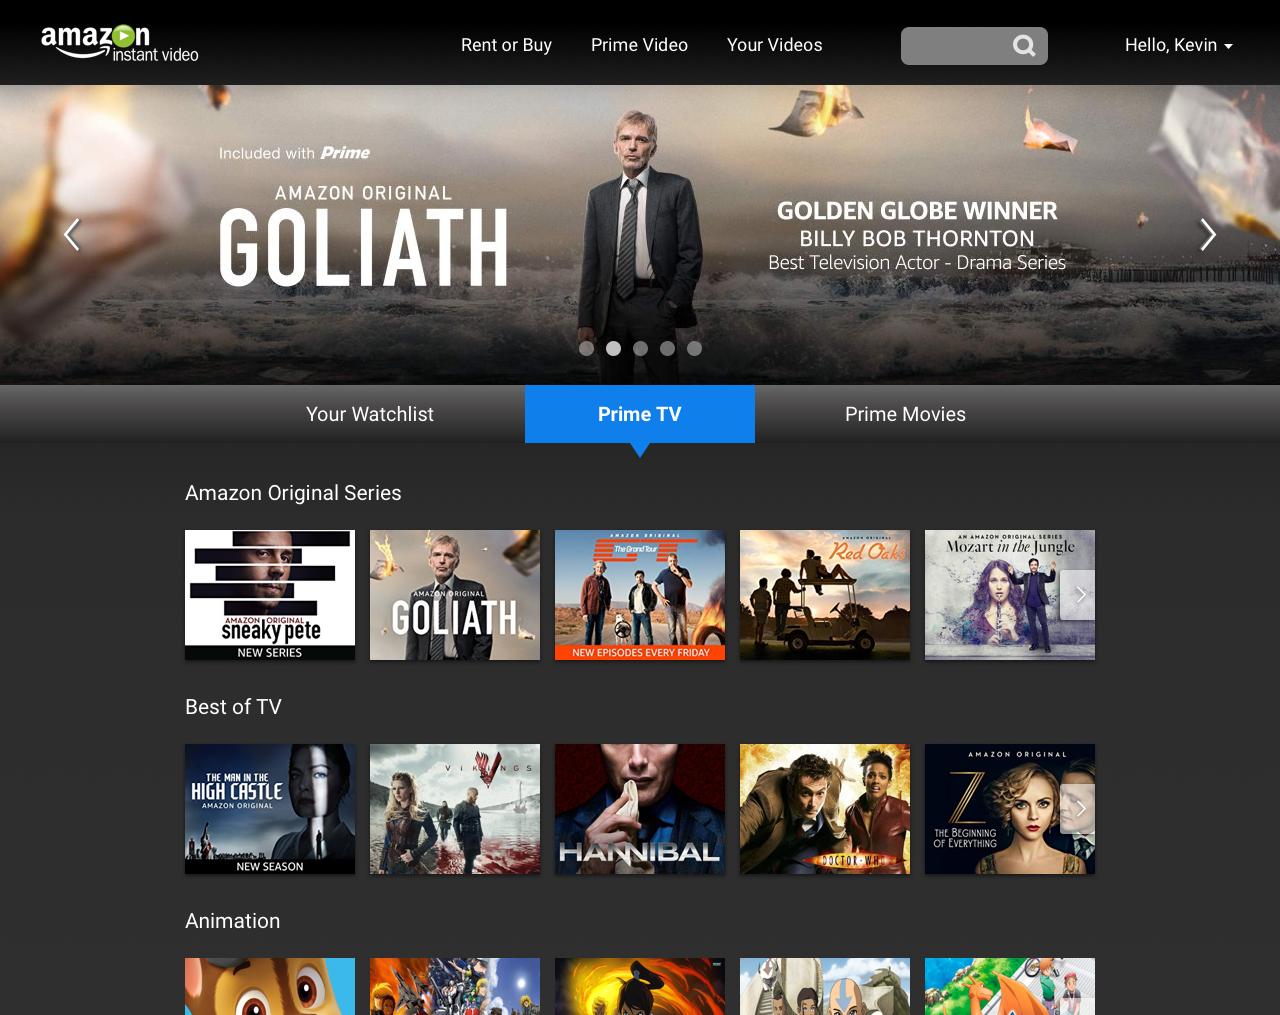 amazon
instant video
Rent or Buy
Prime Video
Your Videos
Hello, Kevin
Included with Prime
AMAZON ORIGINAL
GOLIATH
GOLDEN GLOBE WINNER
BILLY BOB THORNTON
Best Television Actor - Drama Series
Your Watchlist
Prime TV
Prime Movies
Amazon Original Series
AMAZON ORIGINAL
sneaky pete
NEW SERIES
AMAZON ORIGINAL
GOLIATH
AMAZON ORIGINAL
The Grand Tour
NEW EPISODES EVERY FRIDAY
AMAZON ORIGINAL
Red Oaks
AN AMAZON ORIGINAL SERIES
Mozart in the Jungle
Best of TV
THE MAN IN THE
HIGH CASTLE
AMAZON ORIGINAL
NEW SEASON
VIKINGS
HANNIBAL
DOCTOR·WHO
AMAZON ORIGINAL
Z
THE BEGINNING
OF EVERYTHING
Animation